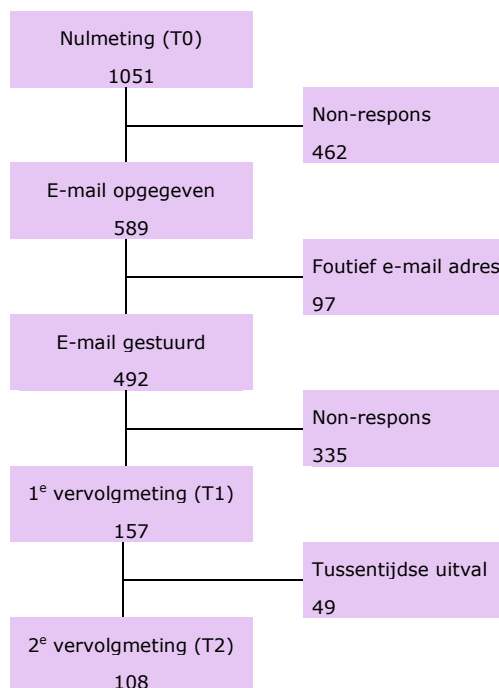 Nulmeting (T0)
1051
Non-respons
462
E-mail opgegeven
589
Foutief e-mail adres
97
E-mail gestuurd
492
Non-respons
335
1e vervolgmeting (T1)
157
Tussentijdse uitval
49
2e vervolgmeting (T2)
108